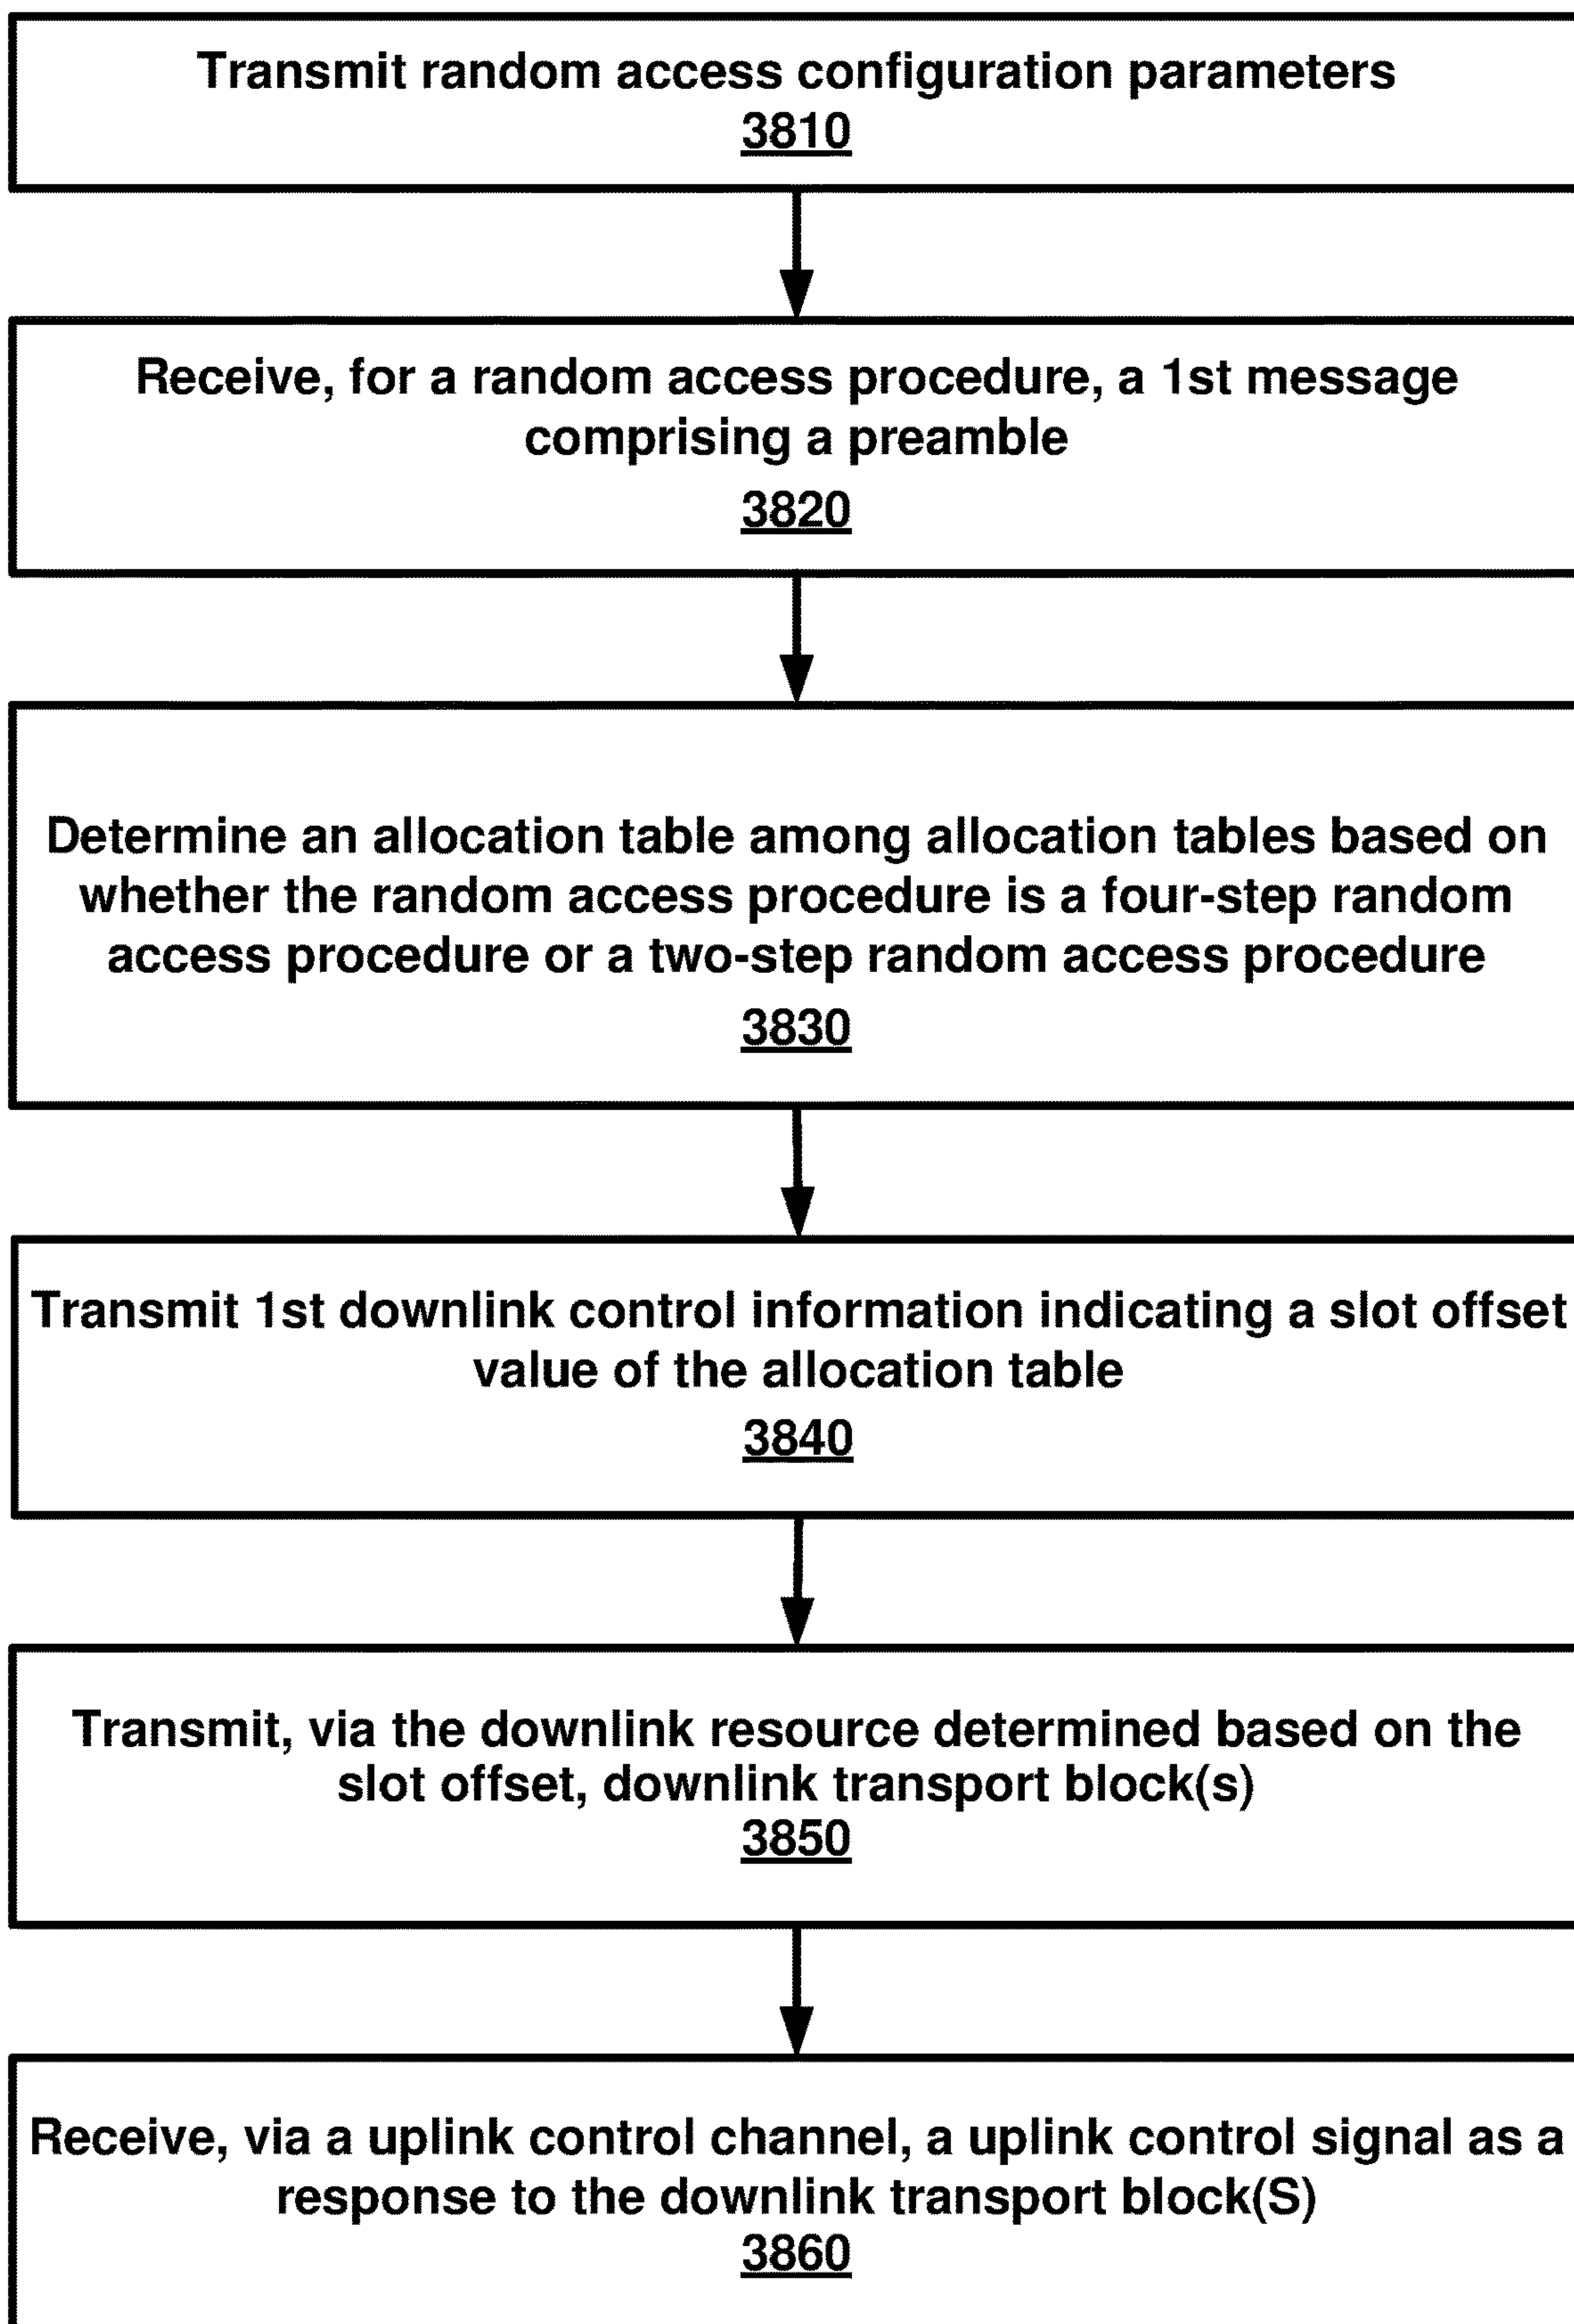 Transmit random access configuration parameters
3810
Receive, for a random access procedure, a 1st message
comprising a preamble
3820
Determine an allocation table among allocation tables based on
whether the random access procedure is a four-step random
access procedure or a two-step random access procedure
3830
Transmit 1st downlink control information indicating a slot offset
value of the allocation table
3840
Transmit, via the downlink resource determined based on the
slot offset, downlink transport block(s)
3850
Receive, via a uplink control channel, a uplink control signal as a
response to the downlink transport block(S)
3860